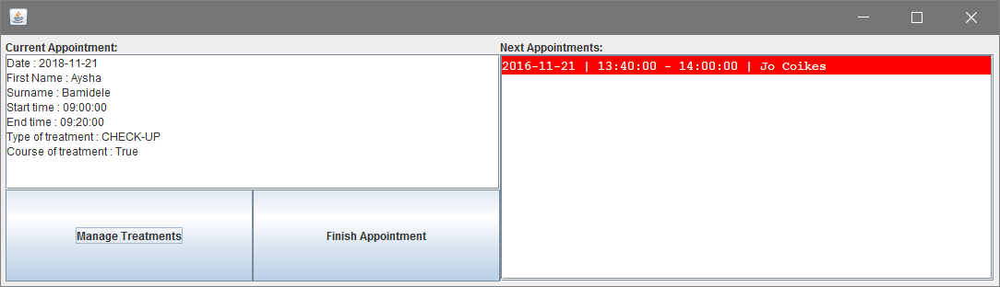 Current Appointment:
Date : 2018-11-21
First Name : Aysha
Surname : Bamidele
Start time : 09:00:00
End time : 09:20:00
Type of treatment : CHECK-UP
Course of treatment : True
Manage Treatments
Finish Appointment
Next Appointments:
2016-11-21 | 13:40:00 - 14:00:00 | Jo Coikes